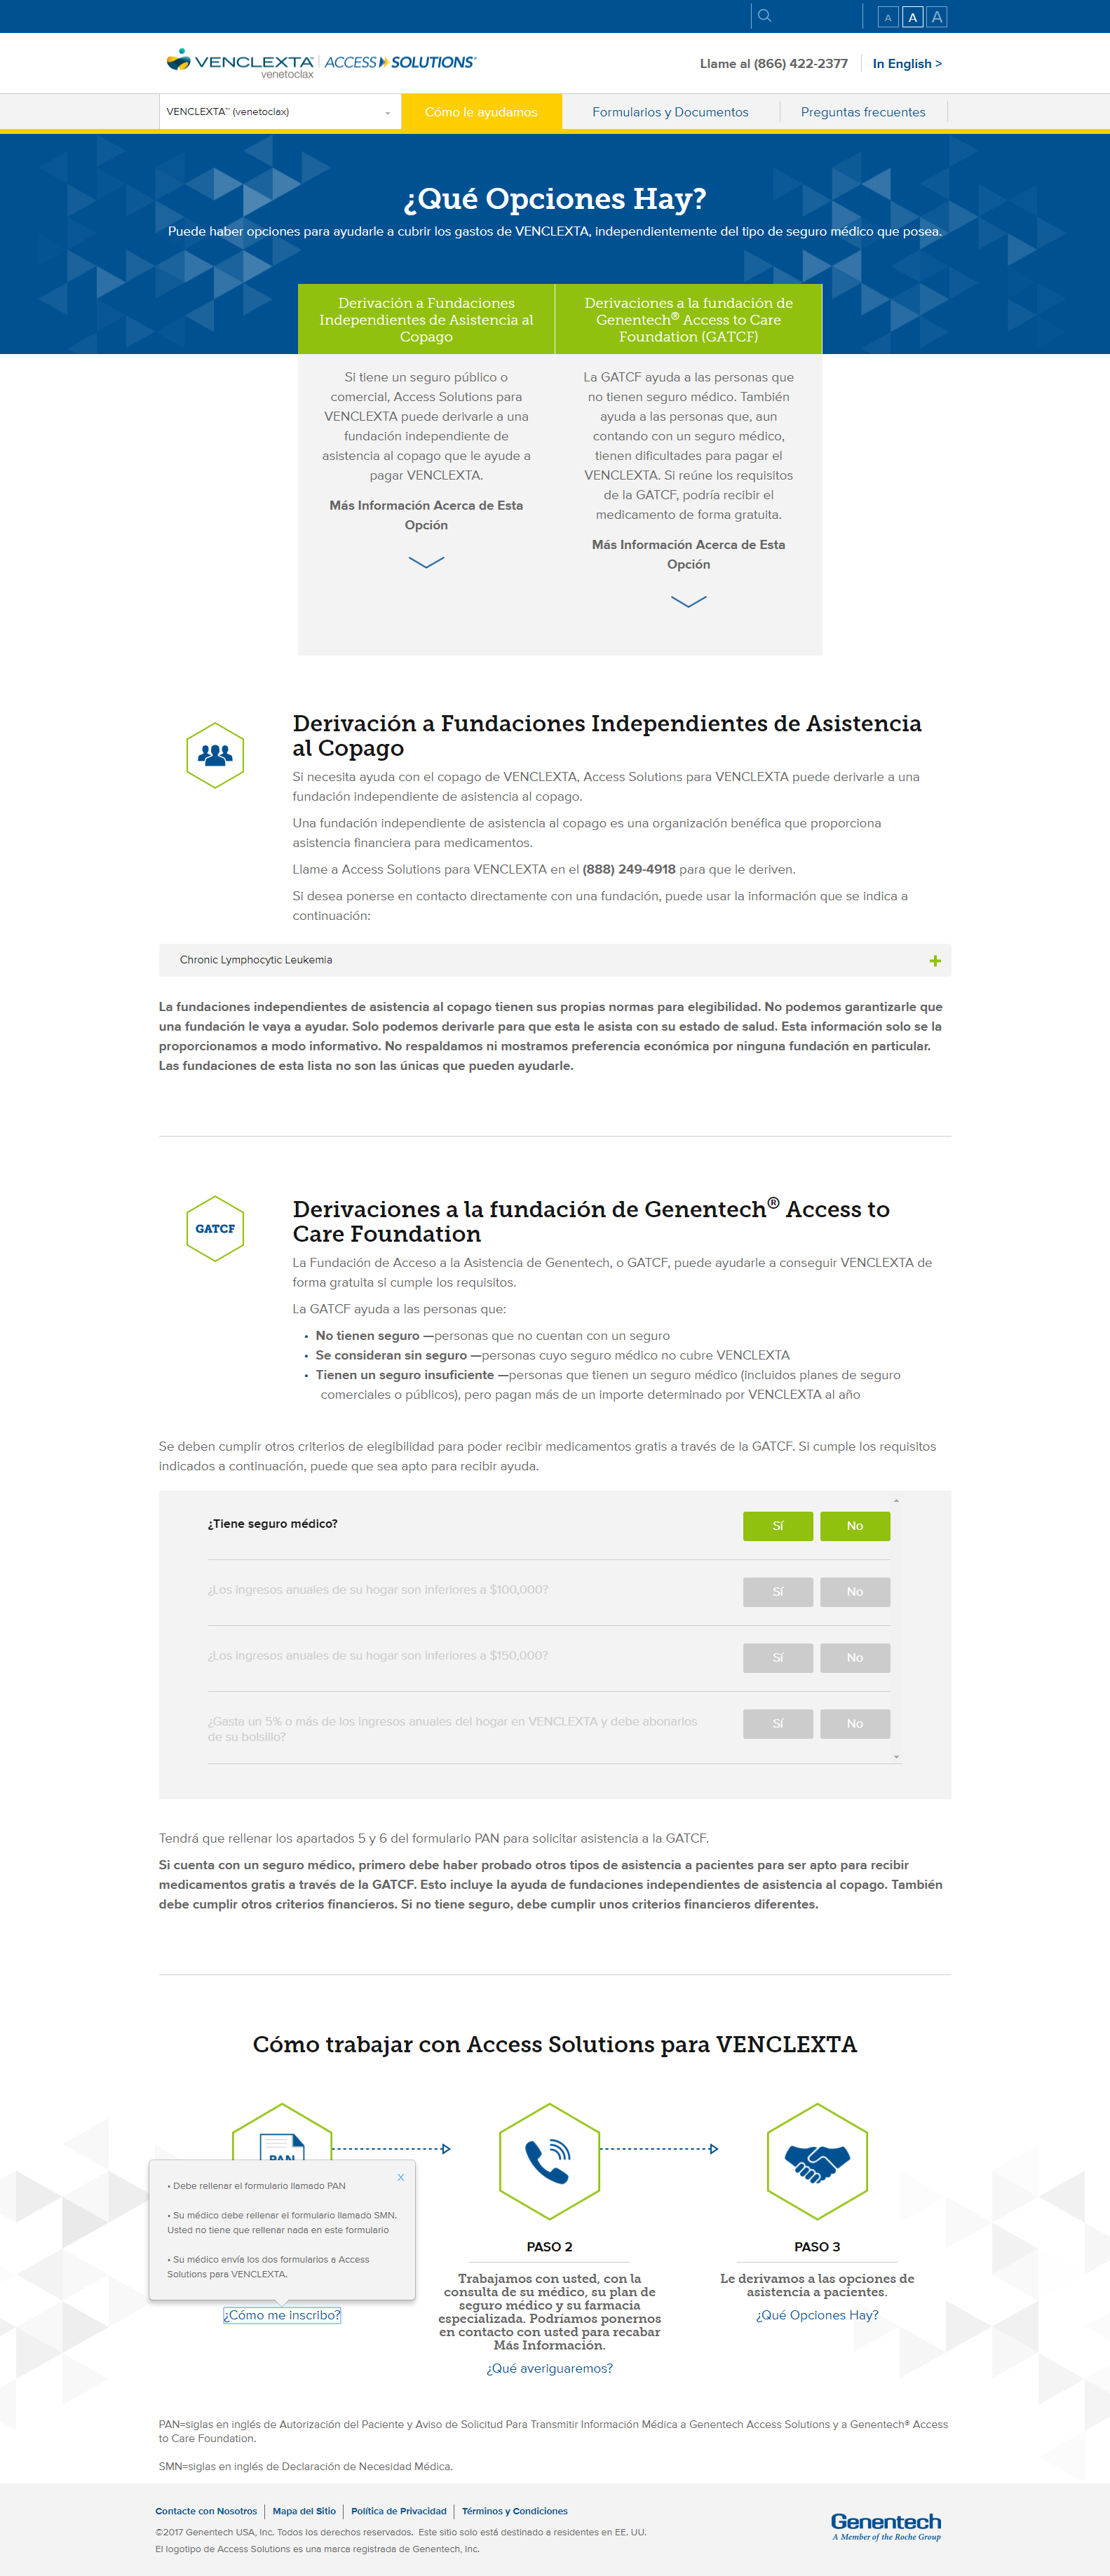 A A A
VENCLEXTA™ venetoclax ACCESS SOLUTIONS®
Llame al (866) 422-2377
In English >
VENCLEXTA™ (venetoclax)
Cómo le ayudamos
Formularios y Documentos
Preguntas frecuentes
¿Qué Opciones Hay?
Puede haber opciones para ayudarle a cubrir los gastos de VENCLEXTA, independientemente del tipo de seguro médico que posea.
Derivación a Fundaciones
Independientes de Asistencia al
Copago
Si tiene un seguro público o
comercial, Access Solutions para
VENCLEXTA puede derivarle a una
fundación independiente de
asistencia al copago que le ayude a
pagar VENCLEXTA.
Más Información Acerca de Esta
Opción
Derivaciones a la fundación de
Genentech® Access to Care
Foundation (GATCF)
La GATCF ayuda a las personas que
no tienen seguro médico. También
ayuda a las personas que, aun
contando con un seguro médico,
tienen dificultades para pagar el
VENCLEXTA. Si reúne los requisitos
de la GATCF, podría recibir el
medicamento de forma gratuita.
Más Información Acerca de Esta
Opción
Derivación a Fundaciones Independientes de Asistencia
al Copago
Si necesita ayuda con el copago de VENCLEXTA, Access Solutions para VENCLEXTA puede derivarle a una
fundación independiente de asistencia al copago.
Una fundación independiente de asistencia al copago es una organización benéfica que proporciona
asistencia financiera para medicamentos.
Llame a Access Solutions para VENCLEXTA en el (888) 249-4918 para que le deriven.
Si desea ponerse en contacto directamente con una fundación, puede usar la información que se indica a
continuación:
Chronic Lymphocytic Leukemia
La fundaciones independientes de asistencia al copago tienen sus propias normas para elegibilidad. No podemos garantizarle que
una fundación le vaya a ayudar. Solo podemos derivarle para que esta le asista con su estado de salud. Esta información solo se la
proporcionamos a modo informativo. No respaldamos ni mostramos preferencia económica por ninguna fundación en particular.
Las fundaciones de esta lista no son las únicas que pueden ayudarle.
GATCF
Derivaciones a la fundación de Genentech® Access to
Care Foundation
La Fundación de Acceso a la Asistencia de Genentech, o GATCF, puede ayudarle a conseguir VENCLEXTA de
forma gratuita si cumple los requisitos.
La GATCF ayuda a las personas que:
• No tienen seguro —personas que no cuentan con un seguro
• Se consideran sin seguro —personas cuyo seguro médico no cubre VENCLEXTA
• Tienen un seguro insuficiente —personas que tienen un seguro médico (incluidos planes de seguro
comerciales o públicos), pero pagan más de un importe determinado por VENCLEXTA al año
Se deben cumplir otros criterios de elegibilidad para poder recibir medicamentos gratis a través de la GATCF. Si cumple los requisitos
indicados a continuación, puede que sea apto para recibir ayuda.
¿Tiene seguro médico? Sí No
¿Los ingresos anuales de su hogar son inferiores a $100,000? Sí No
¿Los ingresos anuales de su hogar son inferiores a $150,000? Sí No
¿Gasta un 5% o más de los ingresos anuales del hogar en VENCLEXTA y debe abonarlos Sí No
de su bolsillo?
Tendrá que rellenar los apartados 5 y 6 del formulario PAN para solicitar asistencia a la GATCF.
Si cuenta con un seguro médico, primero debe haber probado otros tipos de asistencia a pacientes para ser apto para recibir
medicamentos gratis a través de la GATCF. Esto incluye la ayuda de fundaciones independientes de asistencia al copago. También
debe cumplir otros criterios financieros. Si no tiene seguro, debe cumplir unos criterios financieros diferentes.
Cómo trabajar con Access Solutions para VENCLEXTA
PAN
X
• Debe rellenar el formulario llamado PAN
• Su médico debe rellenar el formulario llamado SMN.
Usted no tiene que rellenar nada en este formulario
• Su médico envía los dos formularios a Access
Solutions para VENCLEXTA.
¿Cómo me inscribo?
PASO 2
Trabajamos con usted, con la
consulta de su médico, su plan de
seguro médico y su farmacia
especializada. Podríamos ponernos
en contacto con usted para recabar
Más Información.
¿Qué averiguaremos?
PASO 3
Le derivamos a las opciones de
asistencia a pacientes.
¿Qué Opciones Hay?
PAN=siglas en inglés de Autorización del Paciente y Aviso de Solicitud Para Transmitir Información Médica a Genentech Access Solutions y a Genentech® Access
to Care Foundation.
SMN=siglas en inglés de Declaración de Necesidad Médica.
Contacte con Nosotros
Mapa del Sitio
Política de Privacidad
Términos y Condiciones
©2017 Genentech USA, Inc. Todos los derechos reservados. Este sitio solo está destinado a residentes en EE. UU.
El logotipo de Access Solutions es una marca registrada de Genentech, Inc.
Genentech
A Member of the Roche Group